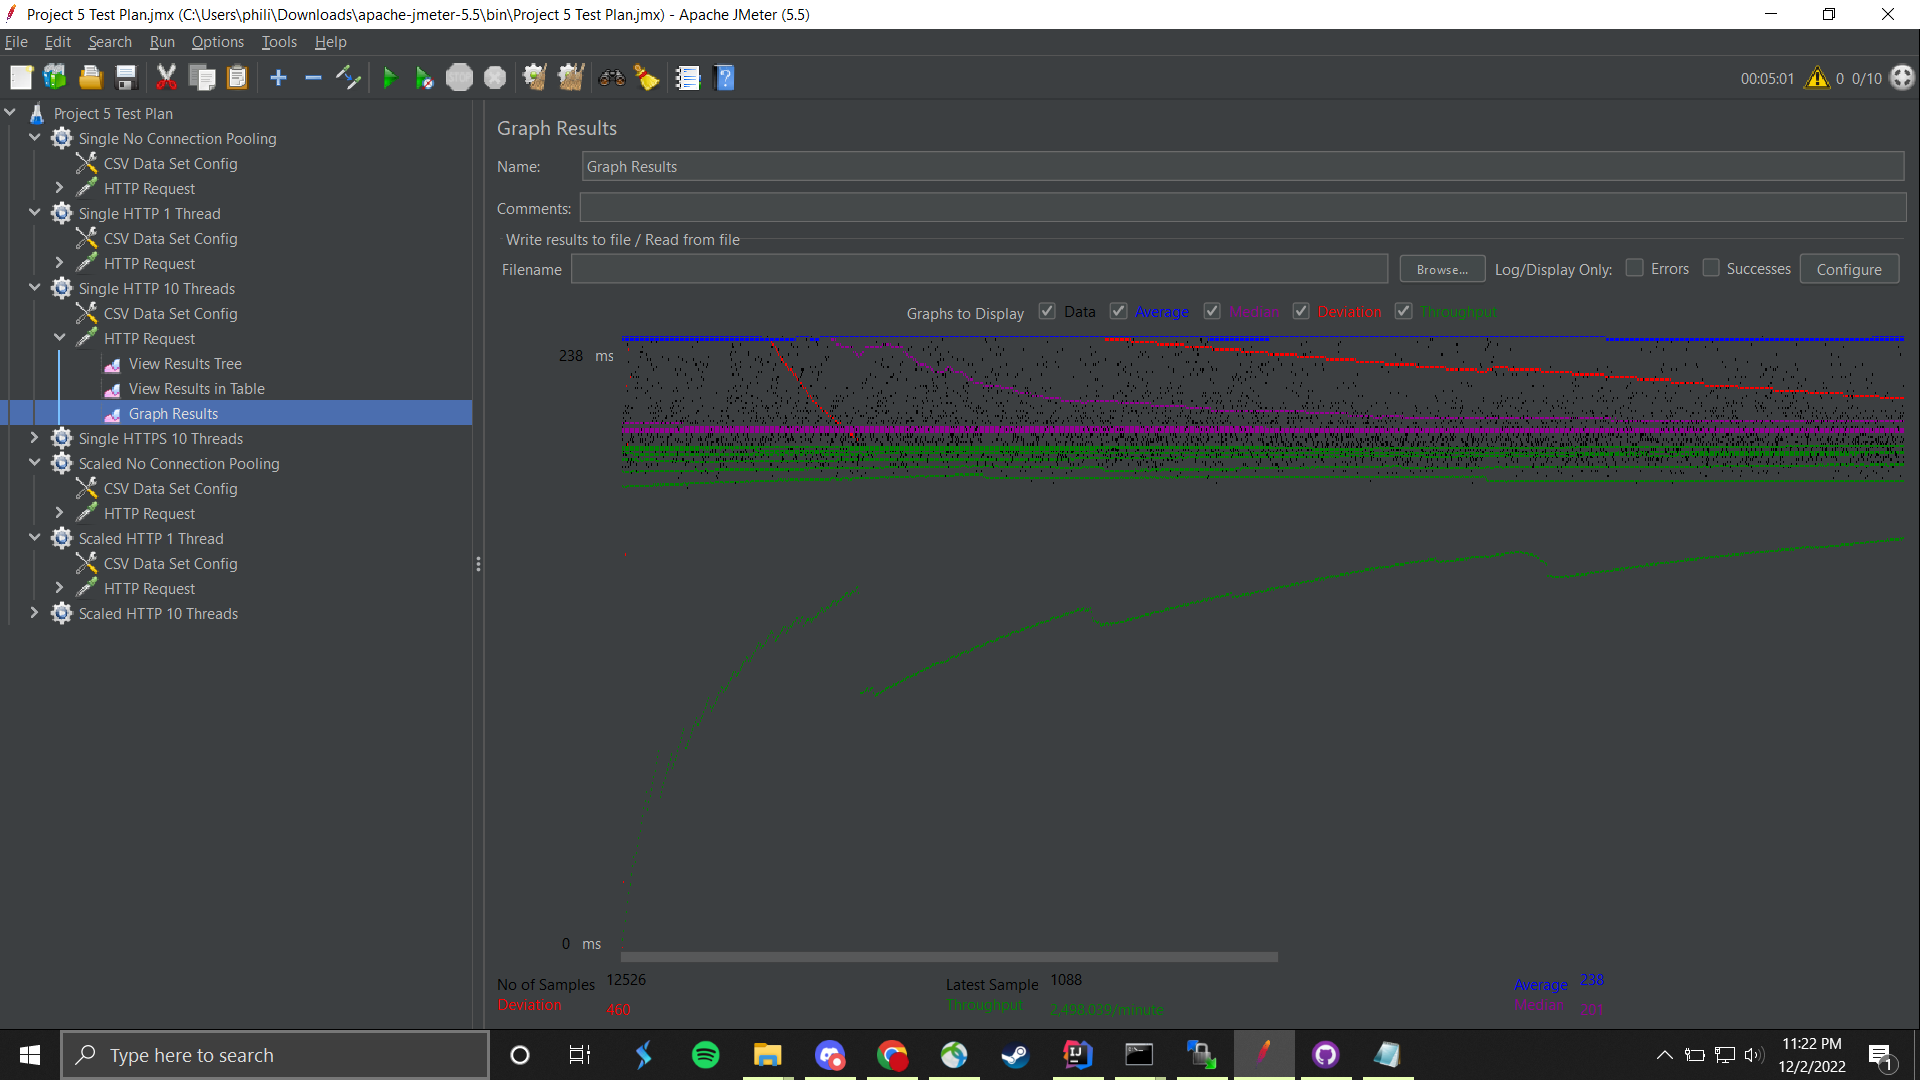 Project 5 Test Plan.jmx (C:\Users\phili\Downloads\apache-jmeter-5.5\bin\Project 5 Test Plan.jmx) - Apache JMeter (5.5)
File Edit Search Run Options Tools Help
00:05:01 0 0/10
Project 5 Test Plan
Single No Connection Pooling
CSV Data Set Config
HTTP Request
Single HTTP 1 Thread
CSV Data Set Config
HTTP Request
Single HTTP 10 Threads
CSV Data Set Config
HTTP Request
View Results Tree
View Results in Table
Graph Results
Single HTTPS 10 Threads
Scaled No Connection Pooling
CSV Data Set Config
HTTP Request
Scaled HTTP 1 Thread
CSV Data Set Config
HTTP Request
Scaled HTTP 10 Threads
Graph Results
Name: Graph Results
Comments:
Write results to file / Read from file
Filename Browse... Log/Display Only: Errors Successes Configure
Graphs to Display Data Average Median Deviation Throughput
238 ms
0 ms
No of Samples 12526 Latest Sample 1088 Average 238
Deviation 460 Throughput 2,498.039/minute Median 201
Type here to search
11:22 PM
12/2/2022
1